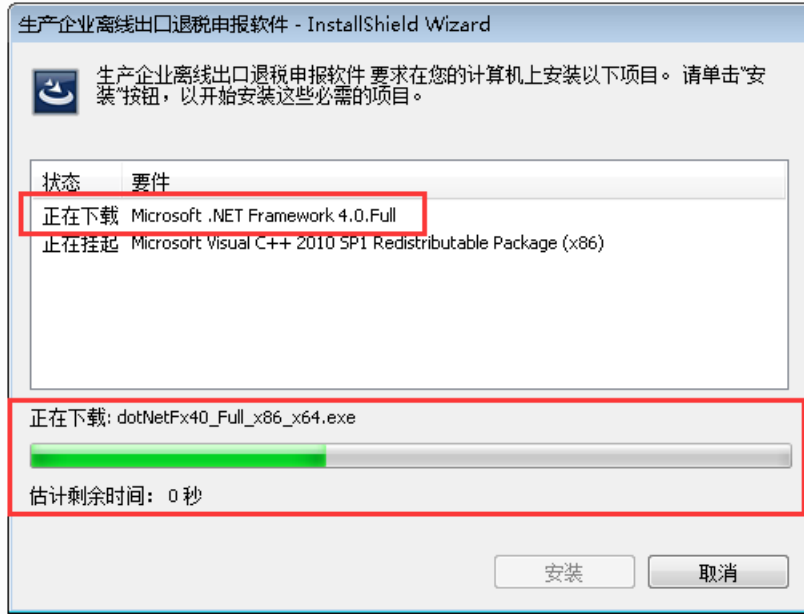 生产企业离线出口退税申报软件 - InstallShield Wizard
生产企业离线出口退税申报软件 要求在您的计算机上安装以下项目。 请单击"安
装"按钮，以开始安装这些必需的项目。
状态 要件
正在下载 Microsoft .NET Framework 4.0.Full
正在挂起 Microsoft Visual C++ 2010 SP1 Redistributable Package (x86)
正在下载: dotNetFx40_Full_x86_x64.exe
估计剩余时间： 0 秒
安装 取消